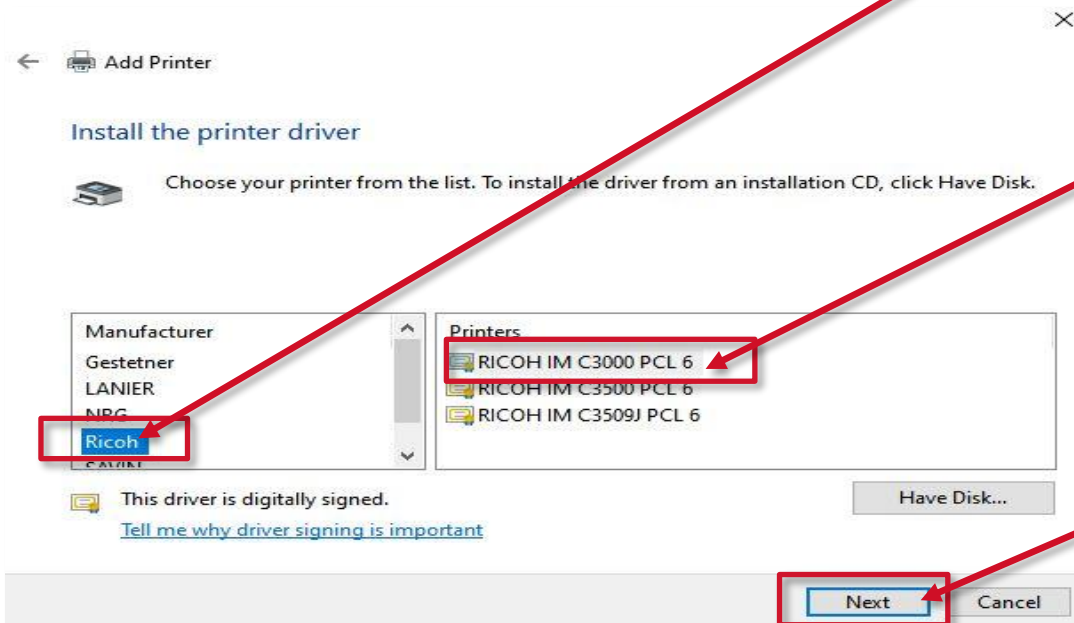 Add Printer
Install the printer driver
Choose your printer from the list. To install the driver from an installation CD, click Have Disk.
Manufacturer
Gestetner
LANIER
NRG
Ricoh
SAVIN
Printers
RICOH IM C3000 PCL 6
RICOH IM C3500 PCL 6
RICOH IM C3509J PCL 6
This driver is digitally signed.
Have Disk...
Tell me why driver signing is important
Next
Cancel